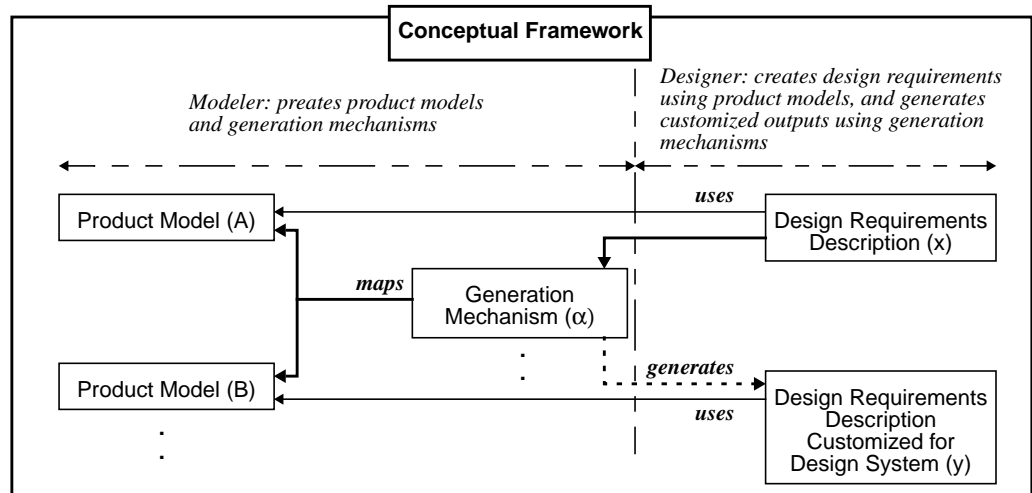 Conceptual Framework
Modeler: preates product models
and generation mechanisms
Designer: creates design requirements
using product models, and generates
customized outputs using generation
mechanisms
uses
Product Model (A)
Design Requirements
Description (x)
maps
Generation
Mechanism (α)
generates
Product Model (B)
uses
Design Requirements
Description
Customized for
Design System (y)